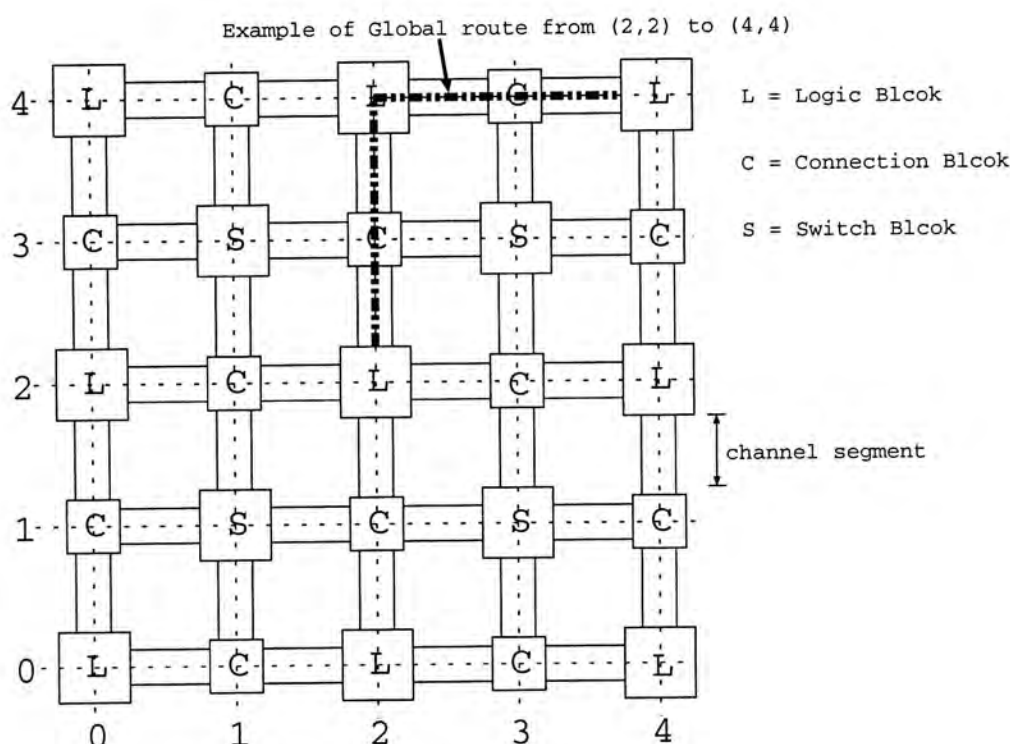 Example of Global route from (2,2) to (4,4)
4 L C L C L
L = Logic Blcok
C = Connection Blcok
S = Switch Blcok
3 C S C S C
2 L C L C L
channel segment
1 C S C S C
0 L C L C L
0 1 2 3 4